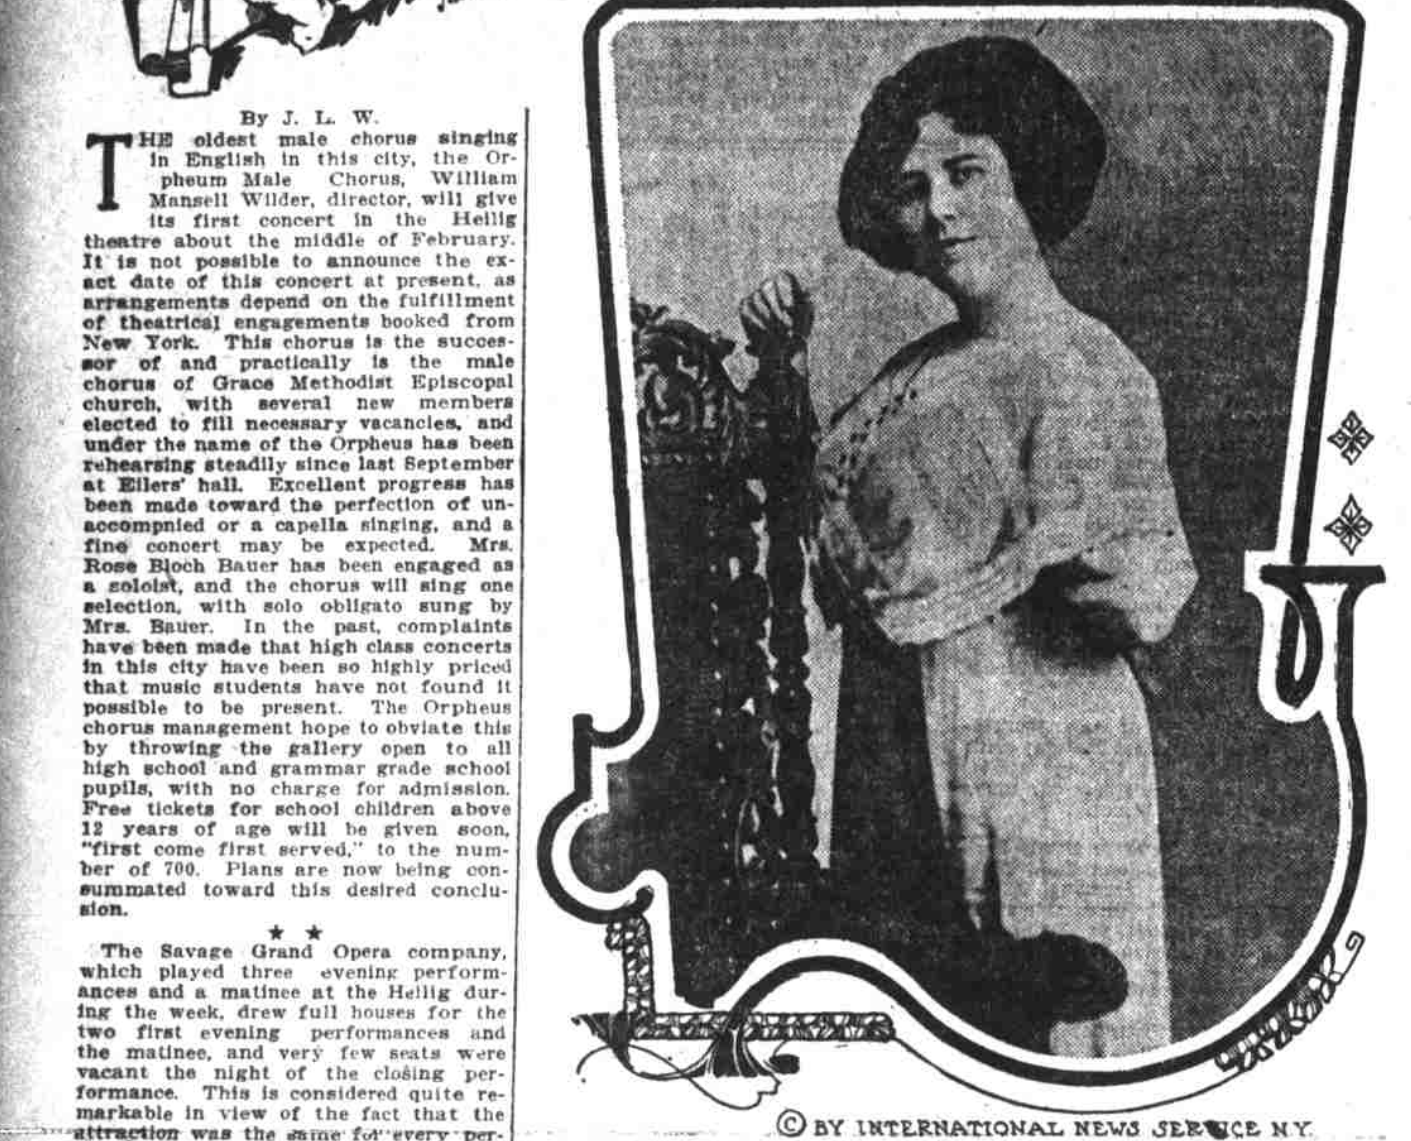 By J. L. W.
THE oldest male chorus singing
in English in this city, the Or-
pheum Male Chorus, William
Mansell Wilder, director, will give
its first concert in the Heilig
theatre about the middle of February.
It is not possible to announce the ex-
act date of this concert at present, as
arrangements depend on the fulfillment
of theatrical engagements booked from
New York. This chorus is the succes-
sor of and practically is the male
chorus of Grace Methodist Episcopal
church, with several new members
elected to fill necessary vacancies, and
under the name of the Orpheus has been
rehearsing steadily since last September
at Eilers' hall. Excellent progress has
been made toward the perfection of un-
accompnied or a capella singing, and a
fine concert may be expected. Mrs.
Rose Bloch Bauer has been engaged as
a soloist, and the chorus will sing one
selection, with solo obligato sung by
Mrs. Bauer. In the past, complaints
have been made that high class concerts
in this city have been so highly priced
that music students have not found it
possible to be present. The Orpheus
chorus management hope to obviate this
by throwing the gallery open to all
high school and grammar grade school
pupils, with no charge for admission.
Free tickets for school children above
12 years of age will be given soon,
"first come first served," to the num-
ber of 700. Plans are now being con-
summated toward this desired conclu-
sion.
★ ★
The Savage Grand Opera company,
which played three evening perform-
ances and a matinee at the Heilig dur-
ing the week, drew full houses for the
two first evening performances and
the matinee, and very few seats were
vacant the night of the closing per-
formance. This is considered quite re-
markable in view of the fact that the
attraction was the same for every per-
© BY INTERNATIONAL NEWS SERVICE N.Y.